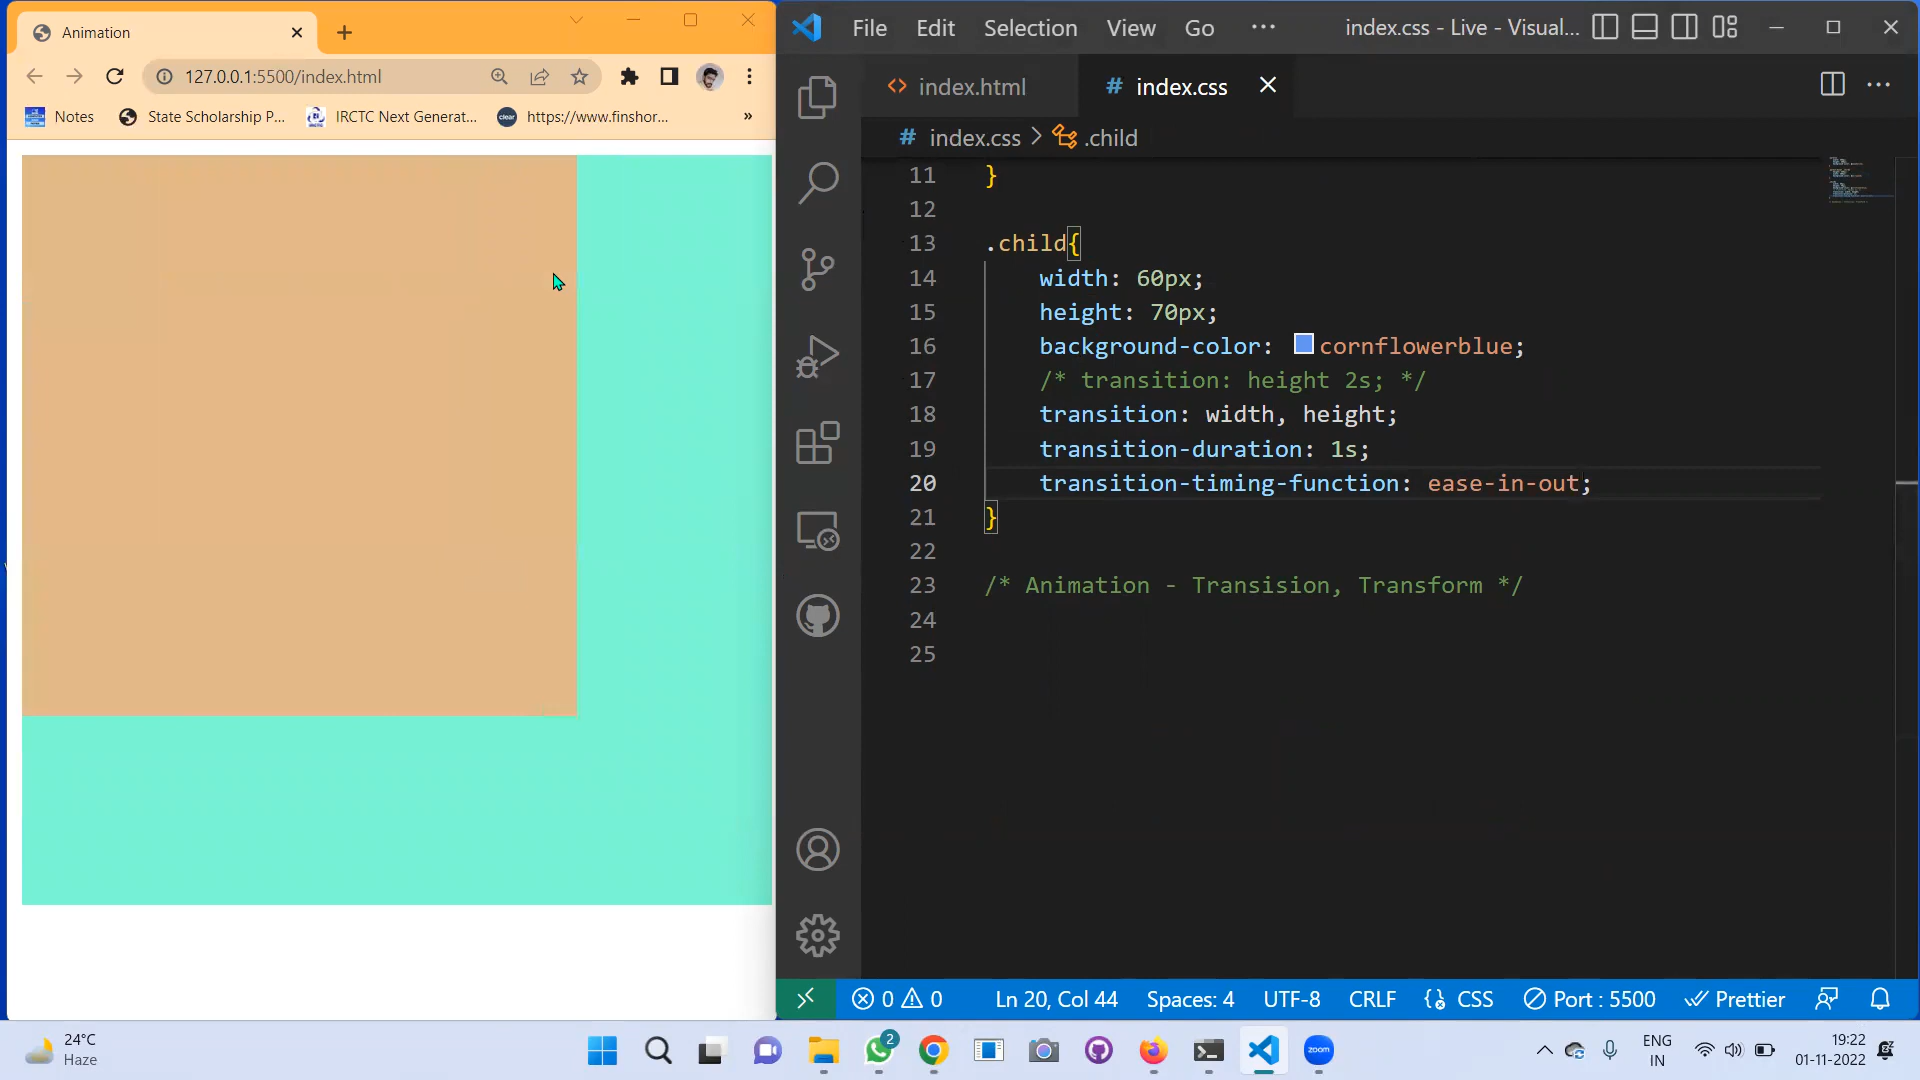 Animation
127.0.0.1:5500/index.html
Notes
State Scholarship P...
IRCTC Next Generat...
clear
https://www.finshor...
»
File Edit Selection View Go ···
index.css - Live - Visual...
index.html
# index.css
# index.css > .child
11 }
12
13 .child{
14 width: 60px;
15 height: 70px;
16 background-color: cornflowerblue;
17 /* transition: height 2s; */
18 transition: width, height;
19 transition-duration: 1s;
20 transition-timing-function: ease-in-out;
21 }
22
23 /* Animation - Transision, Transform */
24
25
0 0 Ln 20, Col 44 Spaces: 4 UTF-8 CRLF CSS Port : 5500 Prettier
24°C
Haze
2
zoom
ENG
IN
19:22
01-11-2022